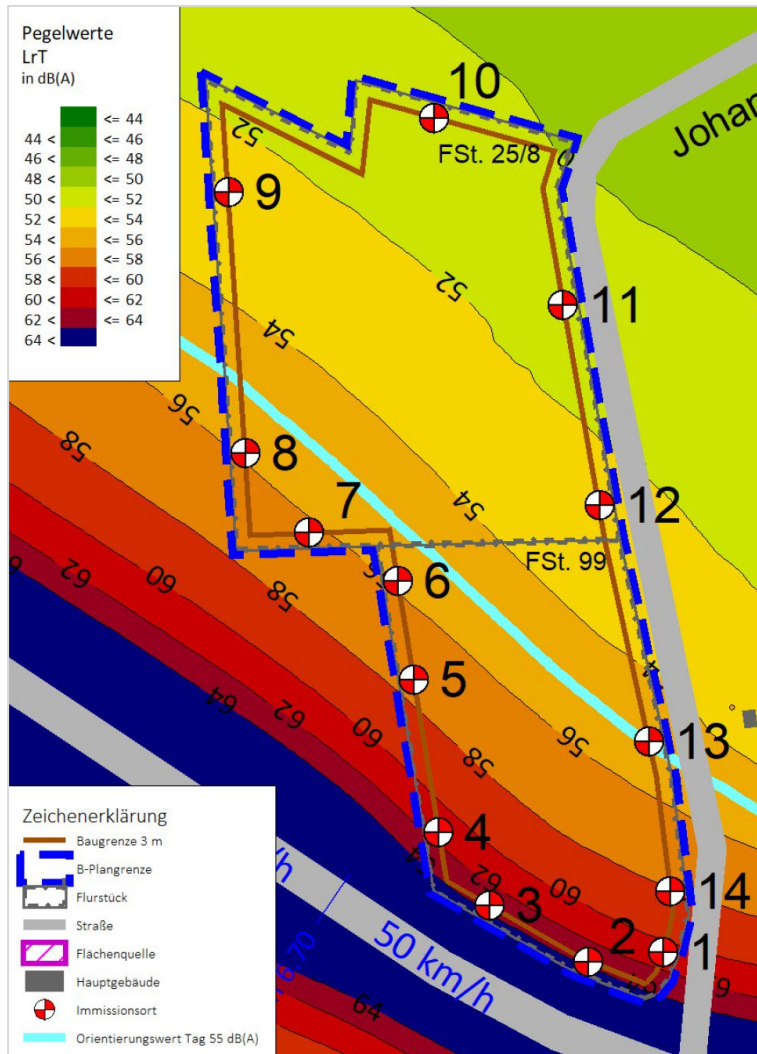 Pegelwerte
LrT
in dB(A)
<= 44
44 < <= 46
46 < <= 48
48 < <= 50
50 < <= 52
52 < <= 54
54 < <= 56
56 < <= 58
58 < <= 60
60 < <= 62
62 < <= 64
64 <
10
Johan
FSt. 25/8
52
9
52
11
54
56
58
8
54
12
7
FSt. 99
62
60
58
6
5
64
62
60
58
56
13
4
14
62
60
3
2
1
50 km/h
64
Zeichenerklärung
Baugrenze 3 m
B-Plangrenze
Flurstück
Straße
Flächenquelle
Hauptgebäude
Immissionsort
Orientierungswert Tag 55 dB(A)